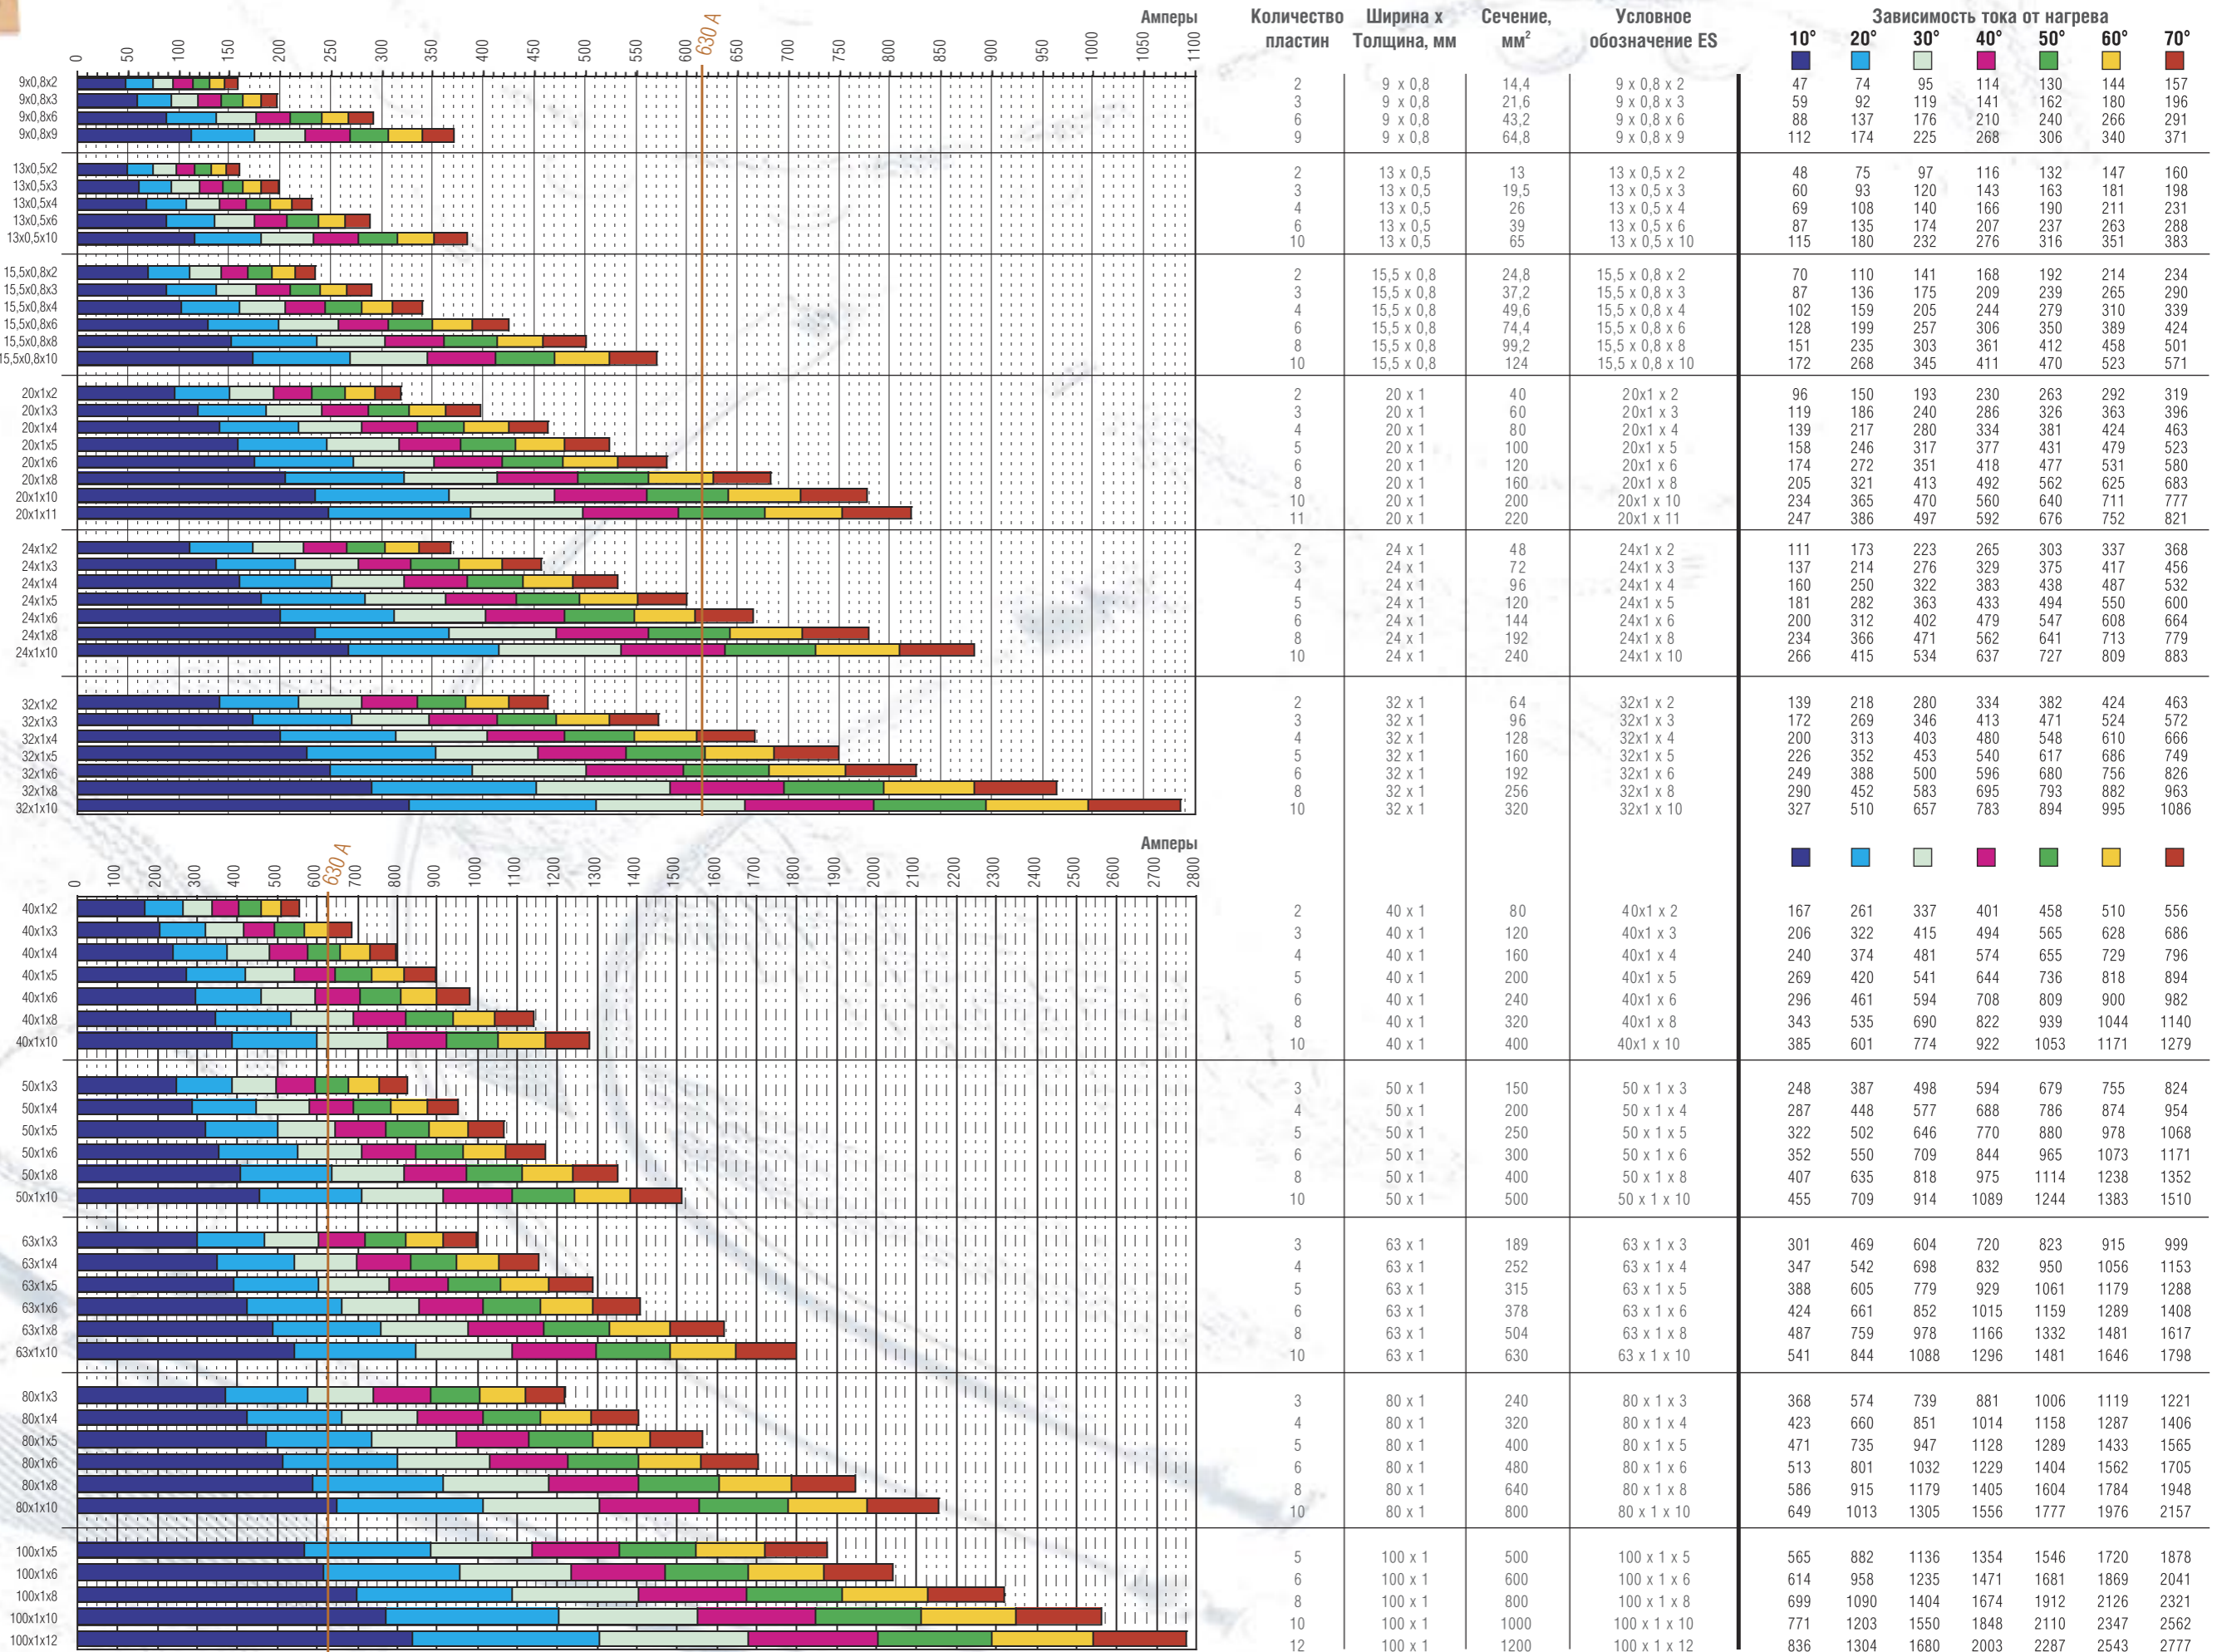 Амперы
0 50 100 150 200 250 300 350 400 450 500 550 600 630 А 650 700 750 800 850 900 950 1000 1050 1100
9х0,8х2
9х0,8х3
9х0,8х6
9х0,8х9
13х0,5х2
13х0,5х3
13х0,5х4
13х0,5х6
13х0,5х10
15,5х0,8х2
15,5х0,8х3
15,5х0,8х4
15,5х0,8х6
15,5х0,8х8
15,5х0,8х10
20х1х2
20х1х3
20х1х4
20х1х5
20х1х6
20х1х8
20х1х10
20х1х11
24х1х2
24х1х3
24х1х4
24х1х5
24х1х6
24х1х8
24х1х10
32х1х2
32х1х3
32х1х4
32х1х5
32х1х6
32х1х8
32х1х10
Амперы
0 100 200 300 400 500 600 630 А 700 800 900 1000 1100 1200 1300 1400 1500 1600 1700 1800 1900 2000 2100 2200 2300 2400 2500 2600 2700 2800
40х1х2
40х1х3
40х1х4
40х1х5
40х1х6
40х1х8
40х1х10
50х1х3
50х1х4
50х1х5
50х1х6
50х1х8
50х1х10
63х1х3
63х1х4
63х1х5
63х1х6
63х1х8
63х1х10
80х1х3
80х1х4
80х1х5
80х1х6
80х1х8
80х1х10
100х1х5
100х1х6
100х1х8
100х1х10
100х1х12
Количество Ширина х Сечение, Условное Зависимость тока от нагрева
пластин Толщина, мм мм² обозначение ES 10° 20° 30° 40° 50° 60° 70°
2 9 х 0,8 14,4 9 х 0,8 х 2 47 74 95 114 130 144 157
3 9 х 0,8 21,6 9 х 0,8 х 3 59 92 119 141 162 180 196
6 9 х 0,8 43,2 9 х 0,8 х 6 88 137 176 210 240 266 291
9 9 х 0,8 64,8 9 х 0,8 х 9 112 174 225 268 306 340 371
2 13 х 0,5 13 13 х 0,5 х 2 48 75 97 116 132 147 160
3 13 х 0,5 19,5 13 х 0,5 х 3 60 93 120 143 163 181 198
4 13 х 0,5 26 13 х 0,5 х 4 69 108 140 166 190 211 231
6 13 х 0,5 39 13 х 0,5 х 6 87 135 174 207 237 263 288
10 13 х 0,5 65 13 х 0,5 х 10 115 180 232 276 316 351 383
2 15,5 х 0,8 24,8 15,5 х 0,8 х 2 70 110 141 168 192 214 234
3 15,5 х 0,8 37,2 15,5 х 0,8 х 3 87 136 175 209 239 265 290
4 15,5 х 0,8 49,6 15,5 х 0,8 х 4 102 159 205 244 279 310 339
6 15,5 х 0,8 74,4 15,5 х 0,8 х 6 128 199 257 306 350 389 424
8 15,5 х 0,8 99,2 15,5 х 0,8 х 8 151 235 303 361 412 458 501
10 15,5 х 0,8 124 15,5 х 0,8 х 10 172 268 345 411 470 523 571
2 20 х 1 40 20х1 х 2 96 150 193 230 263 292 319
3 20 х 1 60 20х1 х 3 119 186 240 286 326 363 396
4 20 х 1 80 20х1 х 4 139 217 280 334 381 424 463
5 20 х 1 100 20х1 х 5 158 246 317 377 431 479 523
6 20 х 1 120 20х1 х 6 174 272 351 418 477 531 580
8 20 х 1 160 20х1 х 8 205 321 413 492 562 625 683
10 20 х 1 200 20х1 х 10 234 365 470 560 640 711 777
11 20 х 1 220 20х1 х 11 247 386 497 592 676 752 821
2 24 х 1 48 24х1 х 2 111 173 223 265 303 337 368
3 24 х 1 72 24х1 х 3 137 214 276 329 375 417 456
4 24 х 1 96 24х1 х 4 160 250 322 383 438 487 532
5 24 х 1 120 24х1 х 5 181 282 363 433 494 550 600
6 24 х 1 144 24х1 х 6 200 312 402 479 547 608 664
8 24 х 1 192 24х1 х 8 234 366 471 562 641 713 779
10 24 х 1 240 24х1 х 10 266 415 534 637 727 809 883
2 32 х 1 64 32х1 х 2 139 218 280 334 382 424 463
3 32 х 1 96 32х1 х 3 172 269 346 413 471 524 572
4 32 х 1 128 32х1 х 4 200 313 403 480 548 610 666
5 32 х 1 160 32х1 х 5 226 352 453 540 617 686 749
6 32 х 1 192 32х1 х 6 249 388 500 596 680 756 826
8 32 х 1 256 32х1 х 8 290 452 583 695 793 882 963
10 32 х 1 320 32х1 х 10 327 510 657 783 894 995 1086
2 40 х 1 80 40х1 х 2 167 261 337 401 458 510 556
3 40 х 1 120 40х1 х 3 206 322 415 494 565 628 686
4 40 х 1 160 40х1 х 4 240 374 481 574 655 729 796
5 40 х 1 200 40х1 х 5 269 420 541 644 736 818 894
6 40 х 1 240 40х1 х 6 296 461 594 708 809 900 982
8 40 х 1 320 40х1 х 8 343 535 690 822 939 1044 1140
10 40 х 1 400 40х1 х 10 385 601 774 922 1053 1171 1279
3 50 х 1 150 50 х 1 х 3 248 387 498 594 679 755 824
4 50 х 1 200 50 х 1 х 4 287 448 577 688 786 874 954
5 50 х 1 250 50 х 1 х 5 322 502 646 770 880 978 1068
6 50 х 1 300 50 х 1 х 6 352 550 709 844 965 1073 1171
8 50 х 1 400 50 х 1 х 8 407 635 818 975 1114 1238 1352
10 50 х 1 500 50 х 1 х 10 455 709 914 1089 1244 1383 1510
3 63 х 1 189 63 х 1 х 3 301 469 604 720 823 915 999
4 63 х 1 252 63 х 1 х 4 347 542 698 832 950 1056 1153
5 63 х 1 315 63 х 1 х 5 388 605 779 929 1061 1179 1288
6 63 х 1 378 63 х 1 х 6 424 661 852 1015 1159 1289 1408
8 63 х 1 504 63 х 1 х 8 487 759 978 1166 1332 1481 1617
10 63 х 1 630 63 х 1 х 10 541 844 1088 1296 1481 1646 1798
3 80 х 1 240 80 х 1 х 3 368 574 739 881 1006 1119 1221
4 80 х 1 320 80 х 1 х 4 423 660 851 1014 1158 1287 1406
5 80 х 1 400 80 х 1 х 5 471 735 947 1128 1289 1433 1565
6 80 х 1 480 80 х 1 х 6 513 801 1032 1229 1404 1562 1705
8 80 х 1 640 80 х 1 х 8 586 915 1179 1405 1604 1784 1948
10 80 х 1 800 80 х 1 х 10 649 1013 1305 1556 1777 1976 2157
5 100 х 1 500 100 х 1 х 5 565 882 1136 1354 1546 1720 1878
6 100 х 1 600 100 х 1 х 6 614 958 1235 1471 1681 1869 2041
8 100 х 1 800 100 х 1 х 8 699 1090 1404 1674 1912 2126 2321
10 100 х 1 1000 100 х 1 х 10 771 1203 1550 1848 2110 2347 2562
12 100 х 1 1200 100 х 1 х 12 836 1304 1680 2003 2287 2543 2777